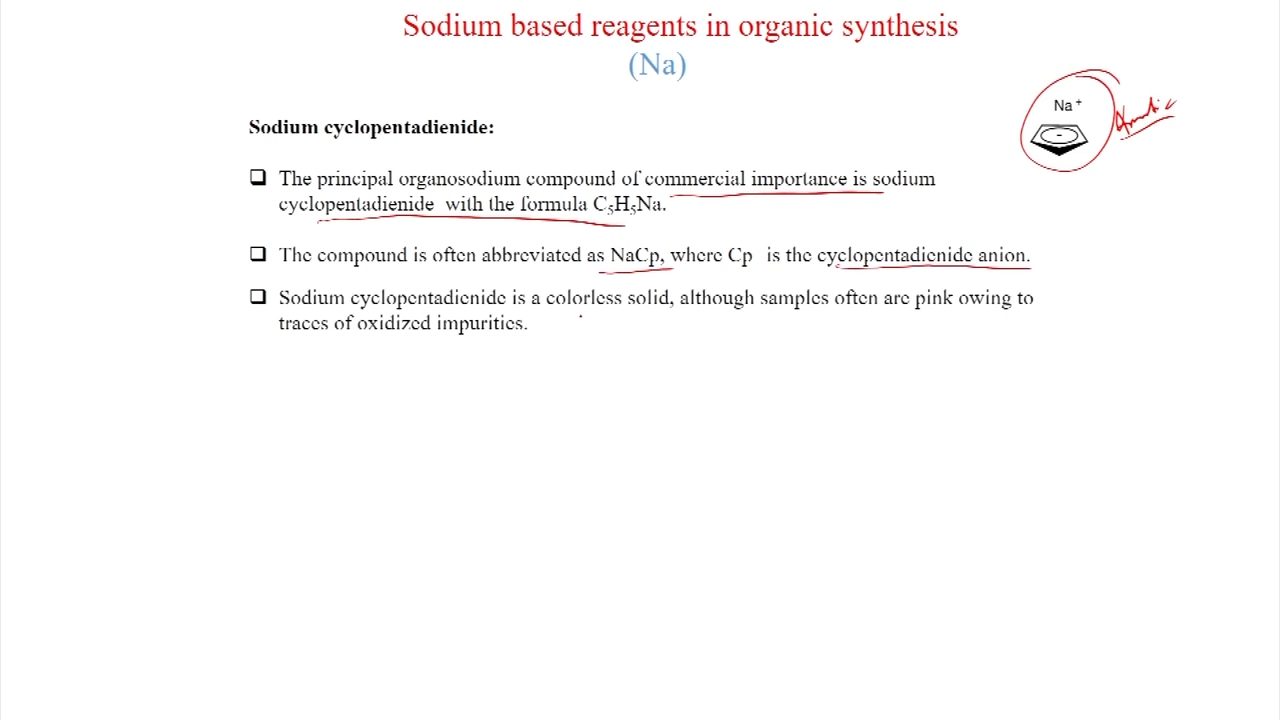 Sodium based reagents in organic synthesis
(Na)
Na⁺
Aromatic
Sodium cyclopentadienide:
❑ The principal organosodium compound of commercial importance is sodium
cyclopentadienide with the formula C₅H₅Na.
❑ The compound is often abbreviated as NaCp, where Cp is the cyclopentadienide anion.
❑ Sodium cyclopentadienide is a colorless solid, although samples often are pink owing to
traces of oxidized impurities.